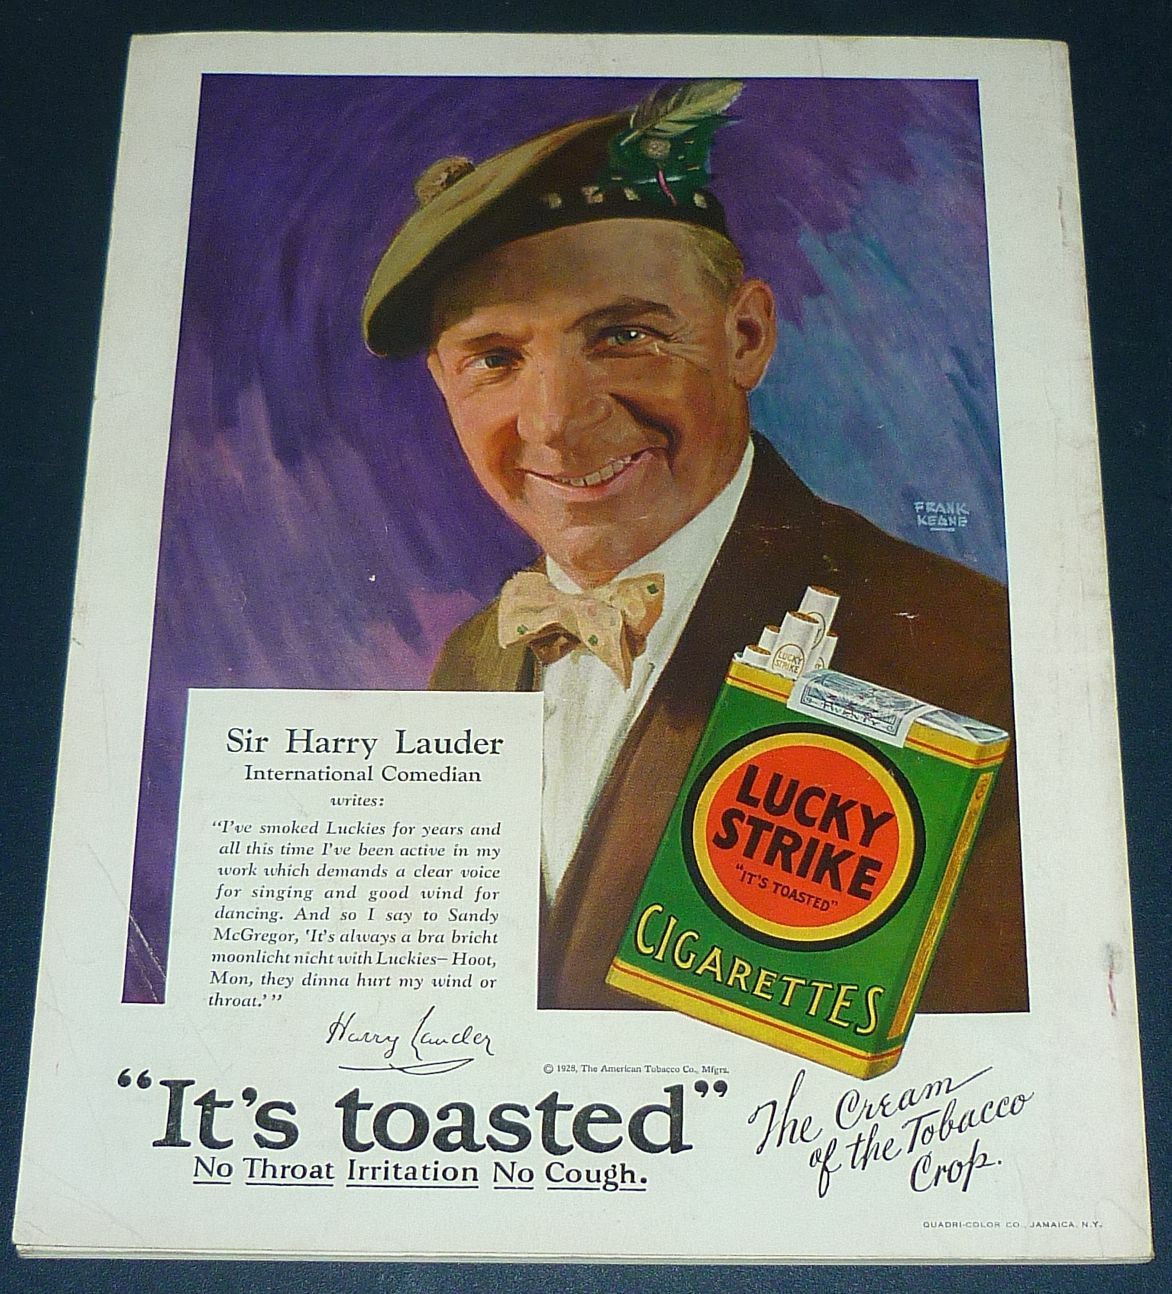 FRANK
KEANE
LUCKY
STRIKE
LUCKY
STRIKE
"IT'S TOASTED"
CIGARETTES
Sir Harry Lauder
International Comedian
writes:
"I've smoked Luckies for years and
all this time I've been active in my
work which demands a clear voice
for singing and good wind for
dancing. And so I say to Sandy
McGregor, 'It's always a bra bricht
moonlicht nicht with Luckies—Hoot,
Mon, they dinna hurt my wind or
throat.'"
Harry Lauder
© 1928, The American Tobacco Co., Mfgrs.
"It's toasted"
No Throat Irritation No Cough.
The Cream
of the Tobacco
Crop.
QUADRI-COLOR CO., JAMAICA, N.Y.